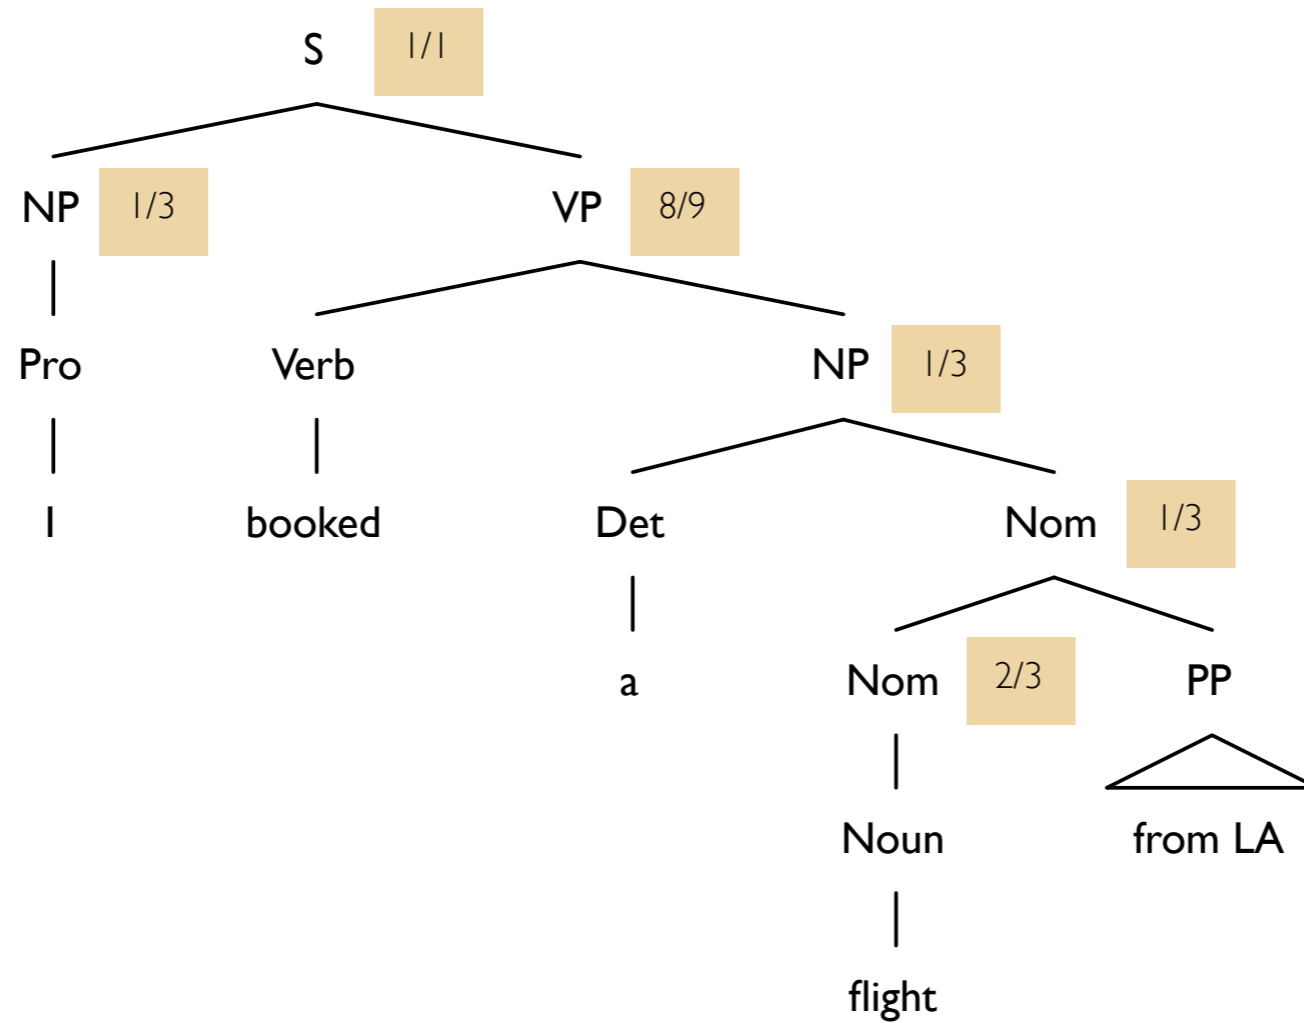 S 1/1
NP 1/3 VP 8/9
Pro Verb NP 1/3
I booked Det Nom 1/3
a Nom 2/3 PP
Noun from LA
flight